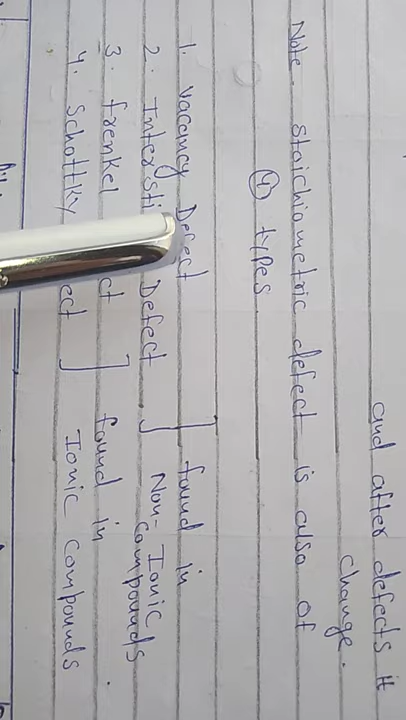 and after defects it
change.
Note. Stoichiometric defect is also of
④ types
1. Vacancy Defect ] found in
2. Intersti Defect. Non-Ionic Compounds
3. frenkel ct ] found in
4. Schottky ect Ionic Compounds.